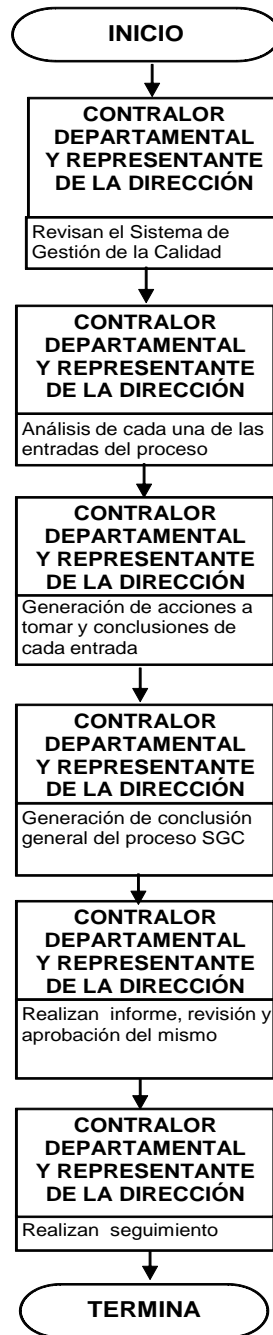 INICIO
CONTRALOR
DEPARTAMENTAL
Y REPRESENTANTE
DE LA DIRECCIÓN
Revisan el Sistema de
Gestión de la Calidad
CONTRALOR
DEPARTAMENTAL
Y REPRESENTANTE
DE LA DIRECCIÓN
Análisis de cada una de las
entradas del proceso
CONTRALOR
DEPARTAMENTAL
Y REPRESENTANTE
DE LA DIRECCIÓN
Generación de acciones a
tomar y conclusiones de
cada entrada
CONTRALOR
DEPARTAMENTAL
Y REPRESENTANTE
DE LA DIRECCIÓN
Generación de conclusión
general del proceso SGC
CONTRALOR
DEPARTAMENTAL
Y REPRESENTANTE
DE LA DIRECCIÓN
Realizan informe, revisión y
aprobación del mismo
CONTRALOR
DEPARTAMENTAL
Y REPRESENTANTE
DE LA DIRECCIÓN
Realizan seguimiento
TERMINA